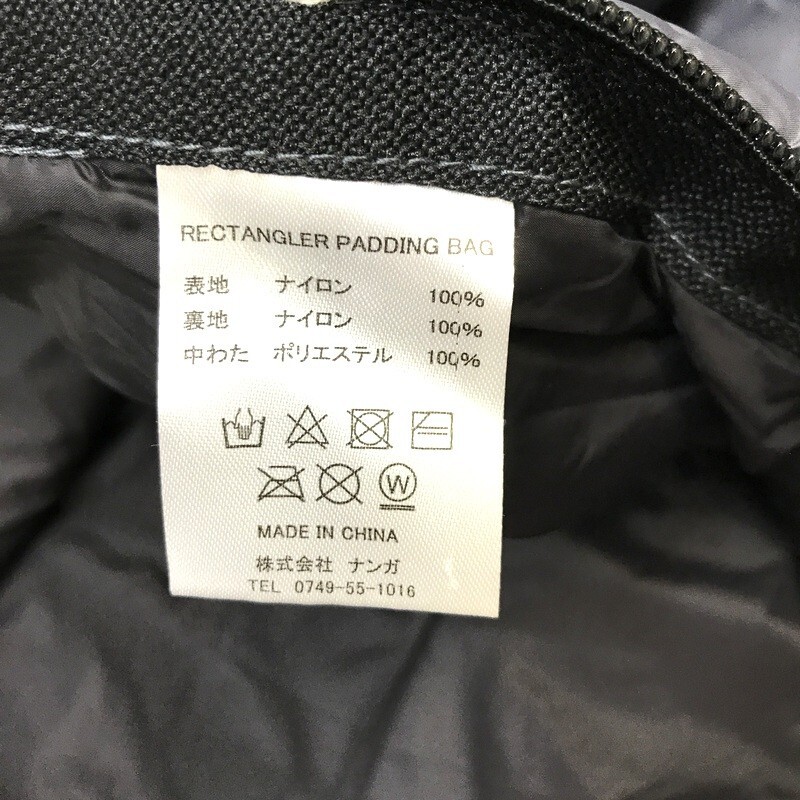 RECTANGLER PADDING BAG
表地 ナイロン 100%
裏地 ナイロン 100%
中わた ポリエステル 100%
W
MADE IN CHINA
株式会社 ナンガ
TEL 0749-55-1016